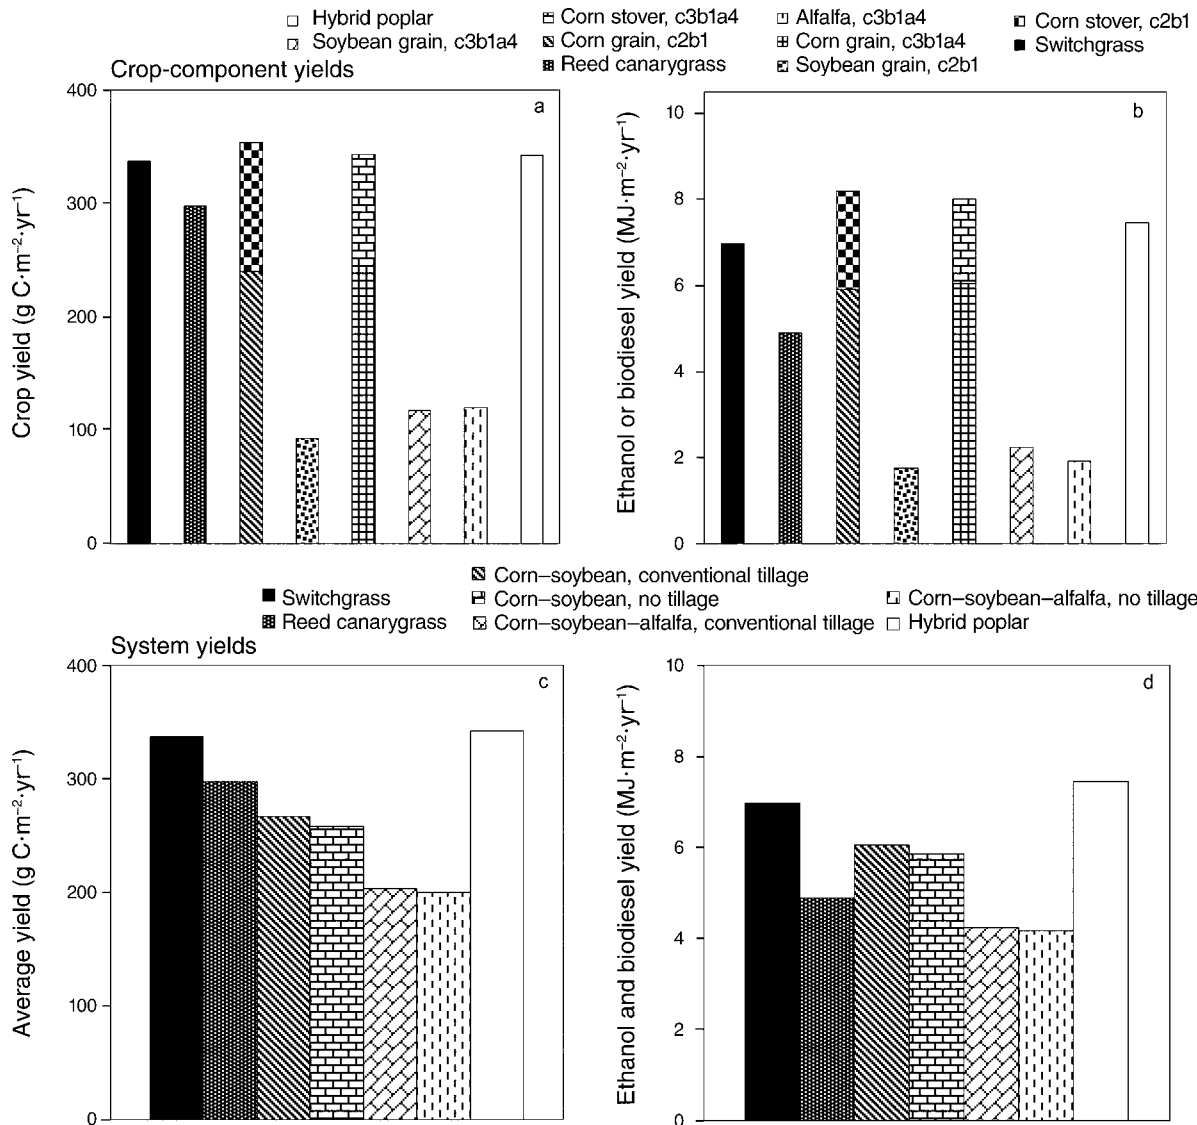 Hybrid poplar
Soybean grain, c3b1a4
Corn stover, c3b1a4
Corn grain, c2b1
Reed canarygrass
Alfalfa, c3b1a4
Corn grain, c3b1a4
Soybean grain, c2b1
Corn stover, c2b1
Switchgrass
Crop-component yields
a
Crop yield (g C·m⁻²·yr⁻¹)
400
300
200
100
0
b
Ethanol or biodiesel yield (MJ·m⁻²·yr⁻¹)
10
8
6
4
2
0
Switchgrass
Reed canarygrass
Corn–soybean, conventional tillage
Corn–soybean, no tillage
Corn–soybean–alfalfa, conventional tillage
Corn–soybean–alfalfa, no tillage
Hybrid poplar
System yields
c
Average yield (g C·m⁻²·yr⁻¹)
400
300
200
100
0
d
Ethanol and biodiesel yield (MJ·m⁻²·yr⁻¹)
10
8
6
4
2
0